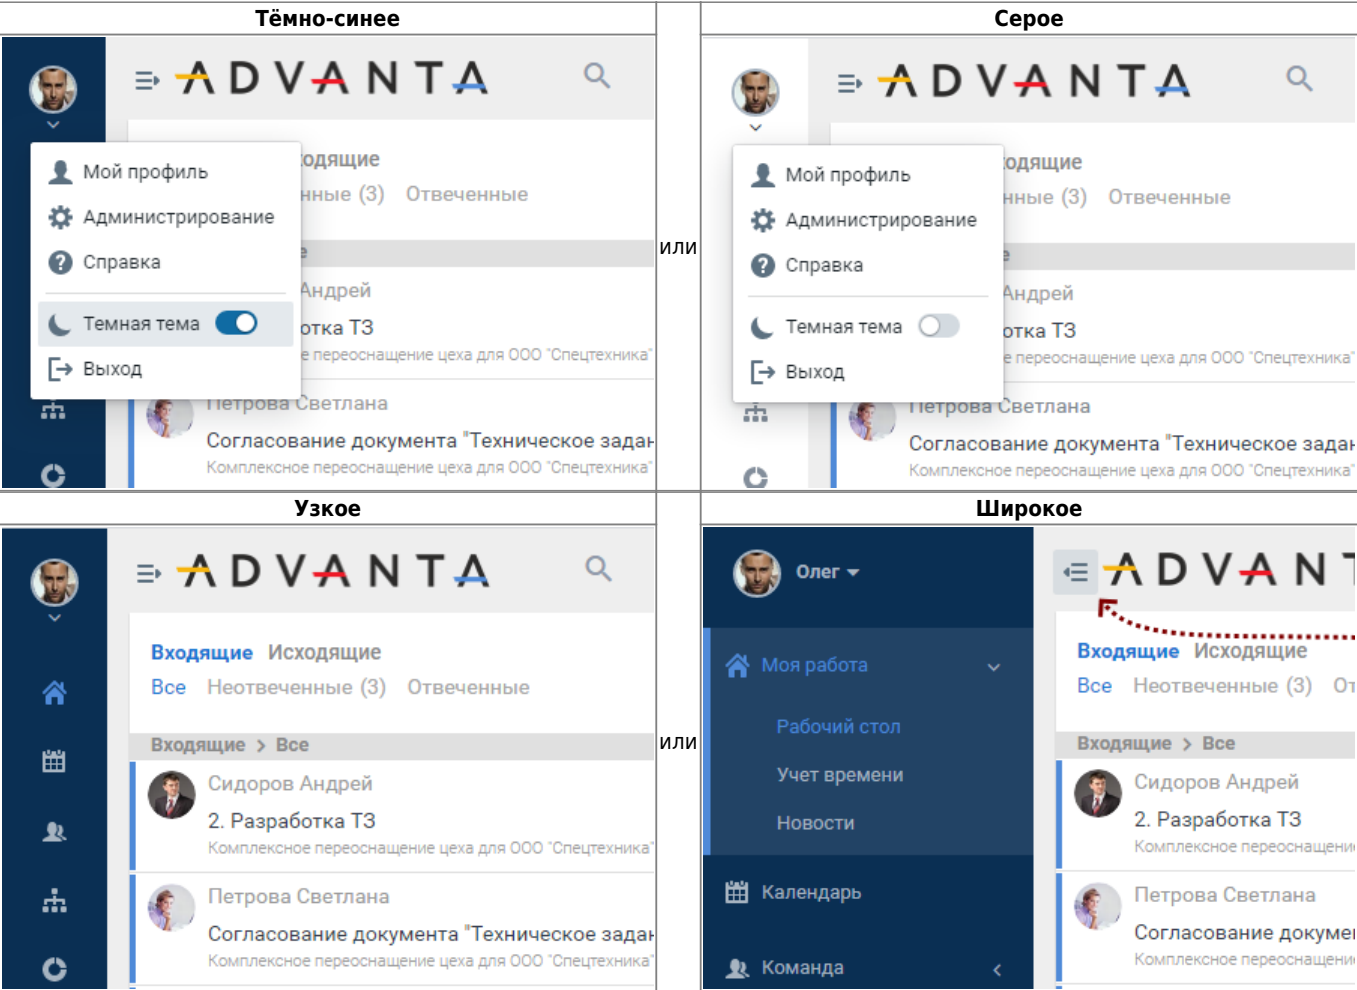 Тёмно-синее
ADVANTA
Мой профиль
Администрирование
Справка
Темная тема
Выход
ходящие
нные (3) Отвеченные
е
Андрей
отка ТЗ
е переоснащение цеха для ООО "Спецтехника"
Петрова Светлана
Согласование документа "Техническое задан
Комплексное переоснащение цеха для ООО "Спецтехника"
или
Серое
ADVANTA
Мой профиль
Администрирование
Справка
Темная тема
Выход
одящие
нные (3) Отвеченные
е
Андрей
отка ТЗ
е переоснащение цеха для ООО "Спецтехника"
Петрова Светлана
Согласование документа "Техническое задан
Комплексное переоснащение цеха для ООО "Спецтехника"
Узкое
ADVANTA
Входящие Исходящие
Все Неотвеченные (3) Отвеченные
Входящие > Все
Сидоров Андрей
2. Разработка ТЗ
Комплексное переоснащение цеха для ООО "Спецтехника"
Петрова Светлана
Согласование документа "Техническое задан
Комплексное переоснащение цеха для ООО "Спецтехника"
или
Широкое
Олег
Моя работа
Рабочий стол
Учет времени
Новости
Календарь
Команда
ADVANT
Входящие Исходящие
Все Неотвеченные (3) От
Входящие > Все
Сидоров Андрей
2. Разработка ТЗ
Комплексное переоснащение
Петрова Светлана
Согласование докумен
Комплексное переоснащение